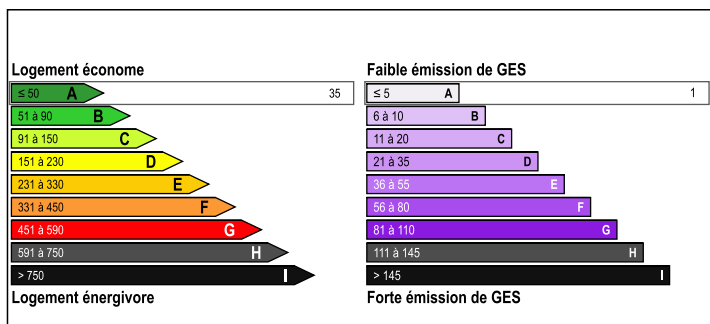 Logement économe
≤ 50 A 35
51 à 90 B
91 à 150 C
151 à 230 D
231 à 330 E
331 à 450 F
451 à 590 G
591 à 750 H
> 750 I
Logement énergivore
Faible émission de GES
≤ 5 A 1
6 à 10 B
11 à 20 C
21 à 35 D
36 à 55 E
56 à 80 F
81 à 110 G
111 à 145 H
> 145 I
Forte émission de GES